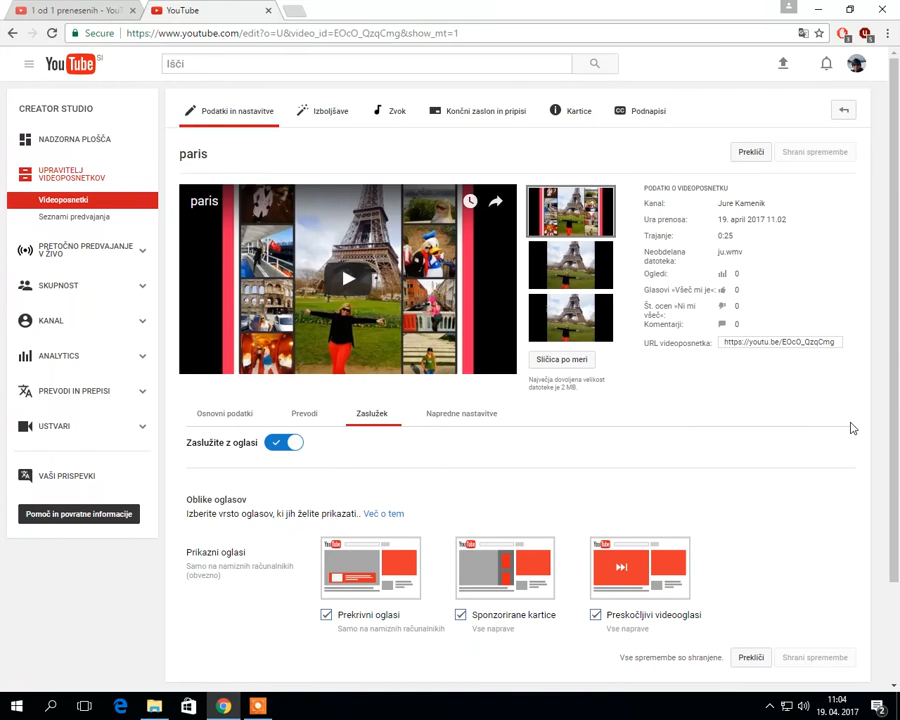 1 od 1 prenesenih - YouT
YouTube
Secure
https://www.youtube.com/edit?o=U&video_id=EOcO_QzqCmg&show_mt=1
YouTube SI
Išči
CREATOR STUDIO
NADZORNA PLOŠČA
UPRAVITELJ
VIDEOPOSNETKOV
Videoposnetki
Seznami predvajanja
PRETOČNO PREDVAJANJE
V ŽIVO
SKUPNOST
KANAL
ANALYTICS
PREVODI IN PREPISI
USTVARI
VAŠI PRISPEVKI
Pomoč in povratne informacije
Podatki in nastavitve
Izboljšave
Zvok
Končni zaslon in pripisi
Kartice
CC Podnapisi
paris
Prekliči
Shrani spremembe
paris
Sličica po meri
Največja dovoljena velikost
datoteke je 2 MB.
PODATKI O VIDEOPOSNETKU
Kanal: Jure Kamenik
Ura prenosa: 19. april 2017 11.02
Trajanje: 0:25
Neobdelana
datoteka: ju.wmv
Ogledi: 0
Glasovi »Všeč mi je«: 0
Št. ocen »Ni mi
všeč«: 0
Komentarji: 0
URL videoposnetka: https://youtu.be/EOcO_QzqCmg
Osnovni podatki
Prevodi
Zaslužek
Napredne nastavitve
Zaslužite z oglasi
Oblike oglasov
Izberite vrsto oglasov, ki jih želite prikazati.. Več o tem
Prikazni oglasi
Samo na namiznih računalnikih
(obvezno)
YouTube
YouTube
YouTube
Prekrivni oglasi
Samo na namiznih računalnikih
Sponzorirane kartice
Vse naprave
Preskočljivi videooglasi
Vse naprave
Vse spremembe so shranjene.
Prekliči
Shrani spremembe
11:04
19. 04. 2017
2